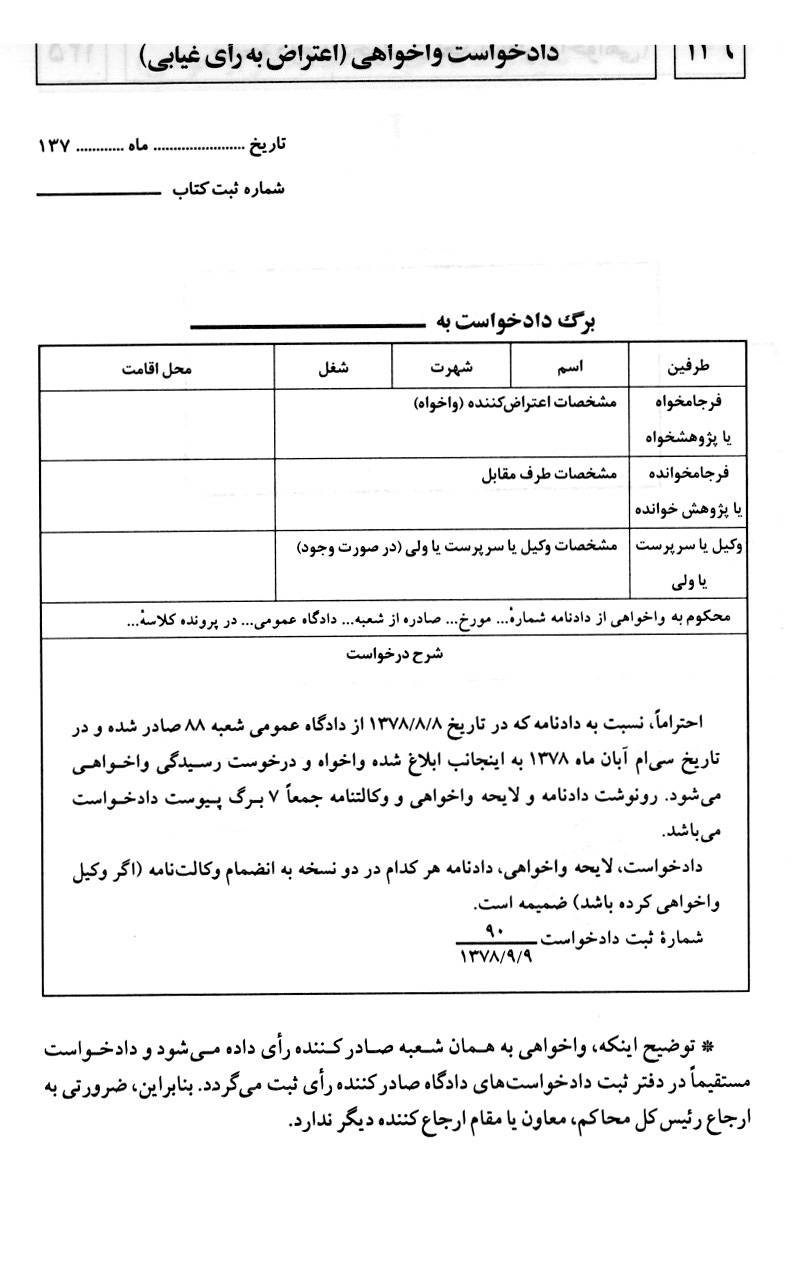 دادخواست واخواهی (اعتراض به رأی غیابی)
تاریخ ....................... ماه ............ ۱۳۷
شماره ثبت کتاب ــــــــــــــــ
برگ دادخواست به ــــــــــــــــــــــــــ
طرفین اسم شهرت شغل محل اقامت
فرجامخواه مشخصات اعتراض‌کننده (واخواه)
یا پژوهشخواه
فرجامخوانده مشخصات طرف مقابل
یا پژوهش خوانده
وکیل یا سرپرست مشخصات وکیل یا سرپرست یا ولی (در صورت وجود)
یا ولی
محکوم به واخواهی از دادنامه شمارهٔ... مورخ... صادره از شعبه... دادگاه عمومی... در پرونده کلاسهٔ...
شرح درخواست
احتراماً، نسبت به دادنامه که در تاریخ ۱۳۷۸/۸/۸ از دادگاه عمومی شعبه ۸۸ صادر شده و در
تاریخ سی‌ام آبان ماه ۱۳۷۸ به اینجانب ابلاغ شده واخواه و درخوست رسیدگی واخواهی
می‌شود. رونوشت دادنامه و لایحه واخواهی و وکالتنامه جمعاً ۷ برگ پیوست دادخواست
می‌باشد.
دادخواست، لایحه واخواهی، دادنامه هر کدام در دو نسخه به انضمام وکالت‌نامه (اگر وکیل
واخواهی کرده باشد) ضمیمه است.
شمارهٔ ثبت دادخواست ۹۰
۱۳۷۸/۹/۹
* توضیح اینکه، واخواهی به همان شعبه صادرکننده رأی داده می‌شود و دادخواست
مستقیماً در دفتر ثبت دادخواست‌های دادگاه صادرکننده رأی ثبت می‌گردد. بنابراین، ضرورتی به
ارجاع رئیس‌کل محاکم، معاون یا مقام ارجاع‌کننده دیگر ندارد.